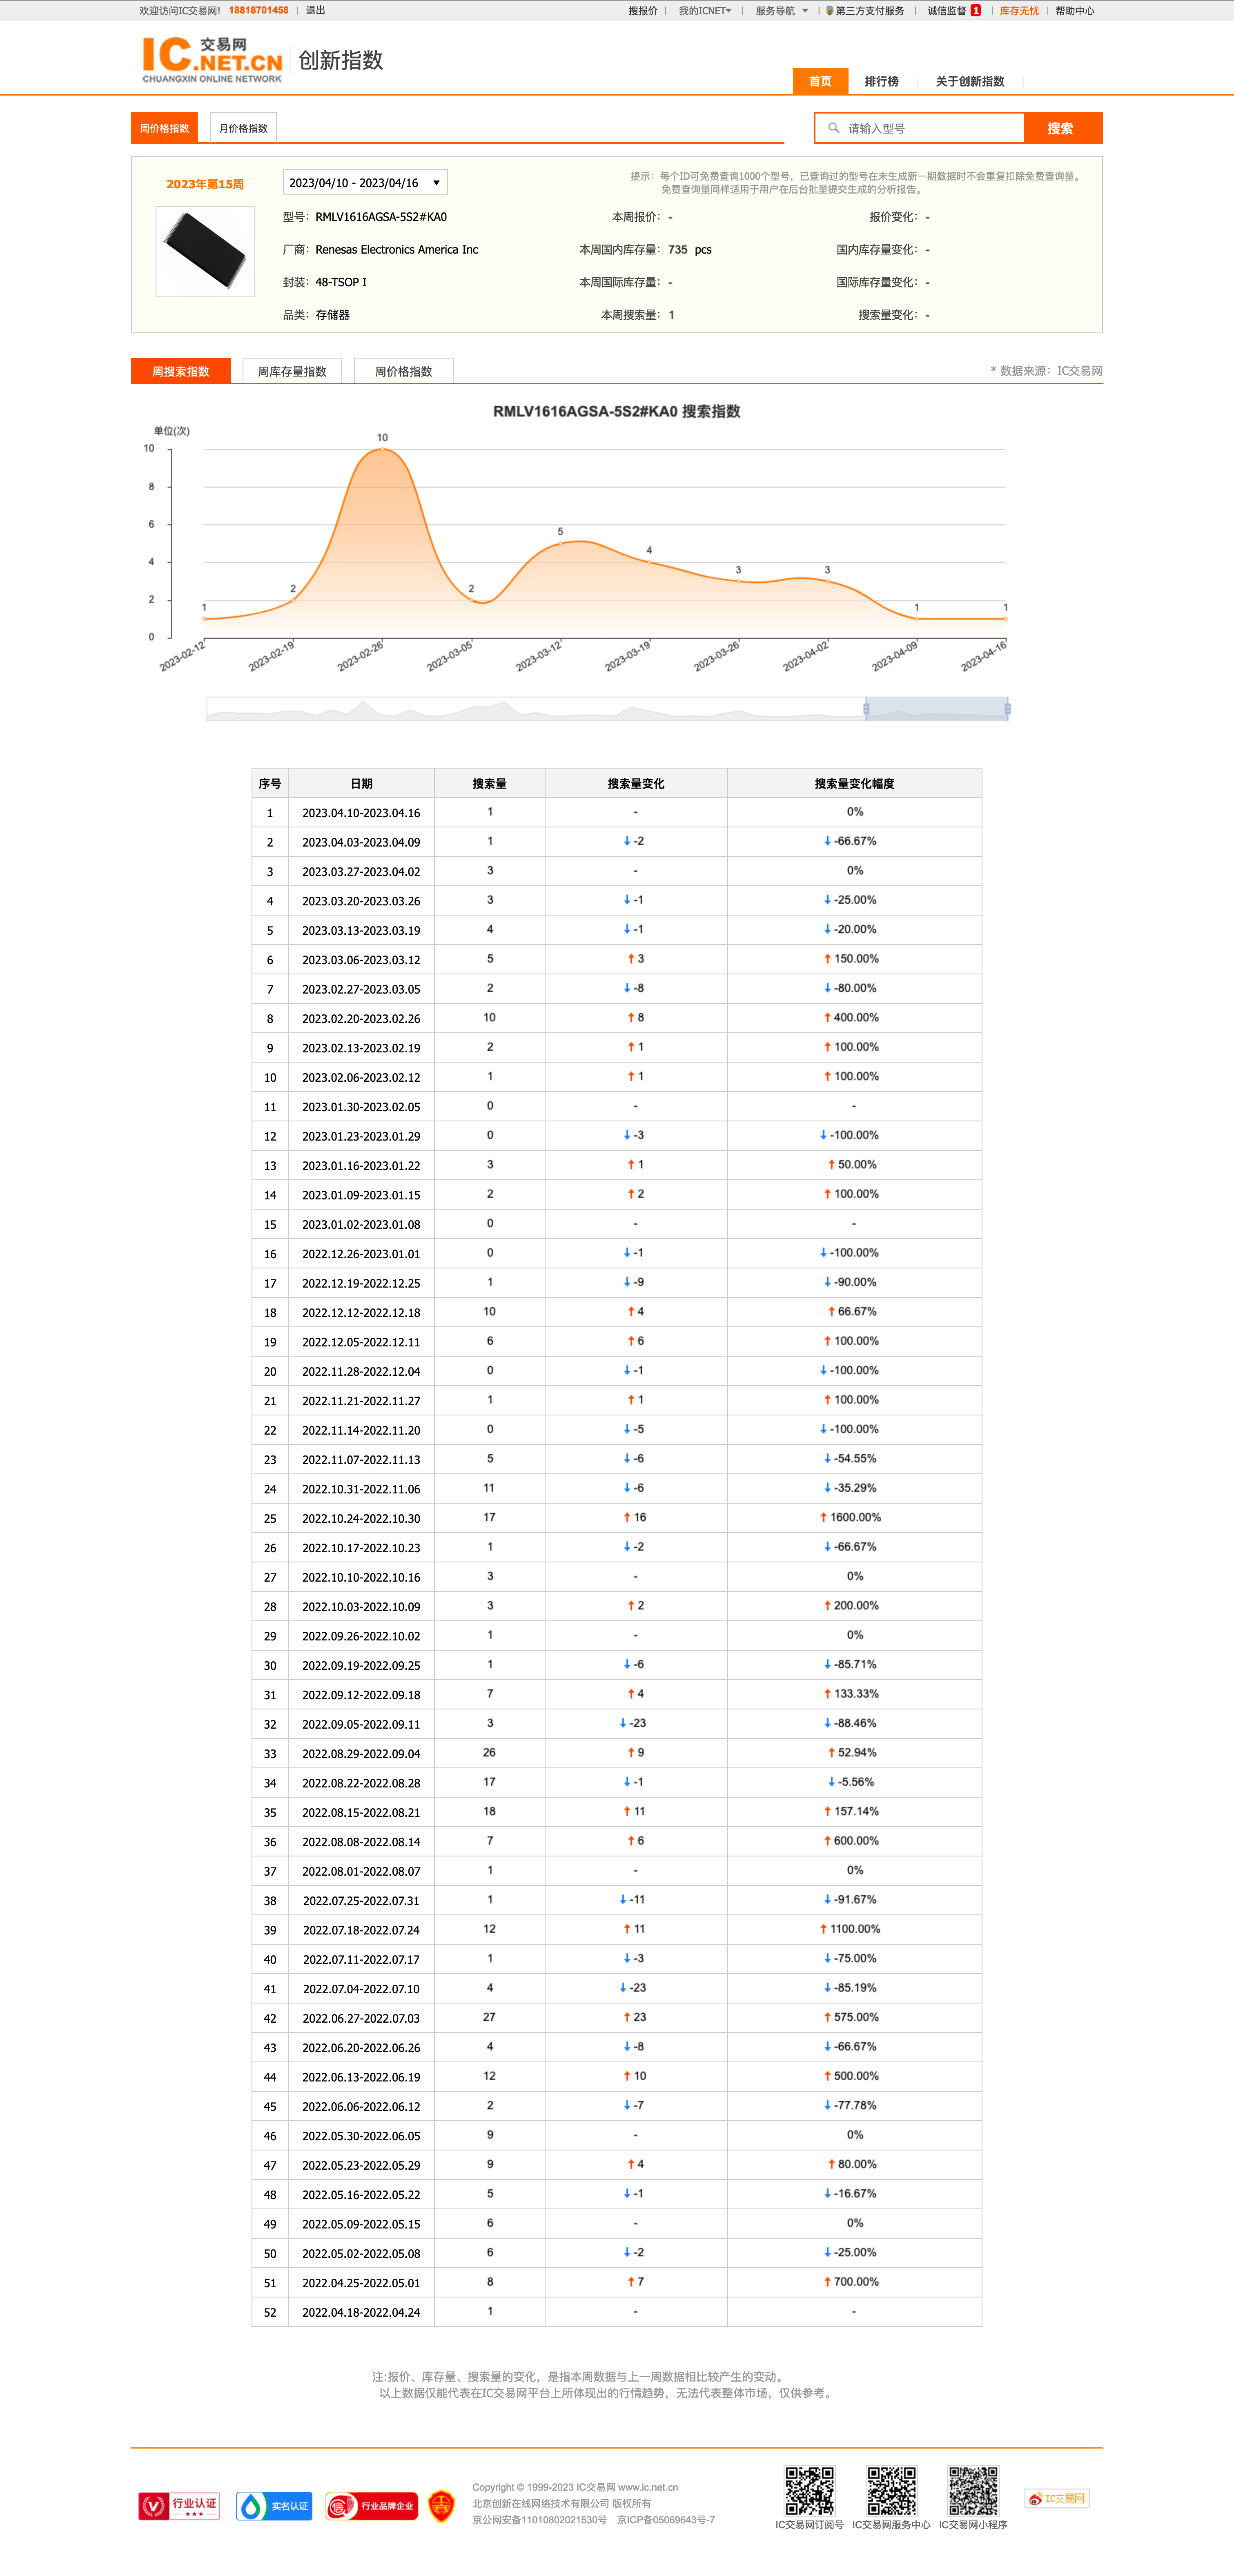 欢迎访问IC交易网! 18818701458 | 退出 搜报价 | 我的ICNET | 服务导航 | 第三方支付服务 | 诚信监督 1 | 库存无忧 | 帮助中心
IC 交易网 .NET.CN 创新指数
CHUANGXIN ONLINE NETWORK
首页 排行榜 关于创新指数
周价格指数 月价格指数 请输入型号 搜索
2023年第15周 2023/04/10 - 2023/04/16 ▼ 提示：每个ID可免费查询1000个型号，已查询过的型号在未生成新一期数据时不会重复扣除免费查询量。
免费查询量同样适用于用户在后台批量提交生成的分析报告。
型号：RMLV1616AGSA-5S2#KA0 本周报价：- 报价变化：-
厂商：Renesas Electronics America Inc 本周国内库存量：735 pcs 国内库存量变化：-
封装：48-TSOP I 本周国际库存量：- 国际库存量变化：-
品类：存储器 本周搜索量：1 搜索量变化：-
周搜索指数 周库存量指数 周价格指数 * 数据来源：IC交易网
RMLV1616AGSA-5S2#KA0 搜索指数
单位(次)
10
8
6
4
2
0
1 2 10 2 5 4 3 3 1 1
2023-02-12 2023-02-19 2023-02-26 2023-03-05 2023-03-12 2023-03-19 2023-03-26 2023-04-02 2023-04-09 2023-04-16
序号 日期 搜索量 搜索量变化 搜索量变化幅度
1 2023.04.10-2023.04.16 1 - 0%
2 2023.04.03-2023.04.09 1 ↓-2 ↓-66.67%
3 2023.03.27-2023.04.02 3 - 0%
4 2023.03.20-2023.03.26 3 ↓-1 ↓-25.00%
5 2023.03.13-2023.03.19 4 ↓-1 ↓-20.00%
6 2023.03.06-2023.03.12 5 ↑3 ↑150.00%
7 2023.02.27-2023.03.05 2 ↓-8 ↓-80.00%
8 2023.02.20-2023.02.26 10 ↑8 ↑400.00%
9 2023.02.13-2023.02.19 2 ↑1 ↑100.00%
10 2023.02.06-2023.02.12 1 ↑1 ↑100.00%
11 2023.01.30-2023.02.05 0 - -
12 2023.01.23-2023.01.29 0 ↓-3 ↓-100.00%
13 2023.01.16-2023.01.22 3 ↑1 ↑50.00%
14 2023.01.09-2023.01.15 2 ↑2 ↑100.00%
15 2023.01.02-2023.01.08 0 - -
16 2022.12.26-2023.01.01 0 ↓-1 ↓-100.00%
17 2022.12.19-2022.12.25 1 ↓-9 ↓-90.00%
18 2022.12.12-2022.12.18 10 ↑4 ↑66.67%
19 2022.12.05-2022.12.11 6 ↑6 ↑100.00%
20 2022.11.28-2022.12.04 0 ↓-1 ↓-100.00%
21 2022.11.21-2022.11.27 1 ↑1 ↑100.00%
22 2022.11.14-2022.11.20 0 ↓-5 ↓-100.00%
23 2022.11.07-2022.11.13 5 ↓-6 ↓-54.55%
24 2022.10.31-2022.11.06 11 ↓-6 ↓-35.29%
25 2022.10.24-2022.10.30 17 ↑16 ↑1600.00%
26 2022.10.17-2022.10.23 1 ↓-2 ↓-66.67%
27 2022.10.10-2022.10.16 3 - 0%
28 2022.10.03-2022.10.09 3 ↑2 ↑200.00%
29 2022.09.26-2022.10.02 1 - 0%
30 2022.09.19-2022.09.25 1 ↓-6 ↓-85.71%
31 2022.09.12-2022.09.18 7 ↑4 ↑133.33%
32 2022.09.05-2022.09.11 3 ↓-23 ↓-88.46%
33 2022.08.29-2022.09.04 26 ↑9 ↑52.94%
34 2022.08.22-2022.08.28 17 ↓-1 ↓-5.56%
35 2022.08.15-2022.08.21 18 ↑11 ↑157.14%
36 2022.08.08-2022.08.14 7 ↑6 ↑600.00%
37 2022.08.01-2022.08.07 1 - 0%
38 2022.07.25-2022.07.31 1 ↓-11 ↓-91.67%
39 2022.07.18-2022.07.24 12 ↑11 ↑1100.00%
40 2022.07.11-2022.07.17 1 ↓-3 ↓-75.00%
41 2022.07.04-2022.07.10 4 ↓-23 ↓-85.19%
42 2022.06.27-2022.07.03 27 ↑23 ↑575.00%
43 2022.06.20-2022.06.26 4 ↓-8 ↓-66.67%
44 2022.06.13-2022.06.19 12 ↑10 ↑500.00%
45 2022.06.06-2022.06.12 2 ↓-7 ↓-77.78%
46 2022.05.30-2022.06.05 9 - 0%
47 2022.05.23-2022.05.29 9 ↑4 ↑80.00%
48 2022.05.16-2022.05.22 5 ↓-1 ↓-16.67%
49 2022.05.09-2022.05.15 6 - 0%
50 2022.05.02-2022.05.08 6 ↓-2 ↓-25.00%
51 2022.04.25-2022.05.01 8 ↑7 ↑700.00%
52 2022.04.18-2022.04.24 1 - -
注:报价、库存量、搜索量的变化，是指本周数据与上一周数据相比较产生的变动。
以上数据仅能代表在IC交易网平台上所体现出的行情趋势，无法代表整体市场，仅供参考。
行业认证 实名认证 信 行业品牌企业
Copyright © 1999-2023 IC交易网 www.ic.net.cn
北京创新在线网络技术有限公司 版权所有
京公网安备11010802021530号 京ICP备05069643号-7
IC交易网订阅号 IC交易网服务中心 IC交易网小程序 IC交易网